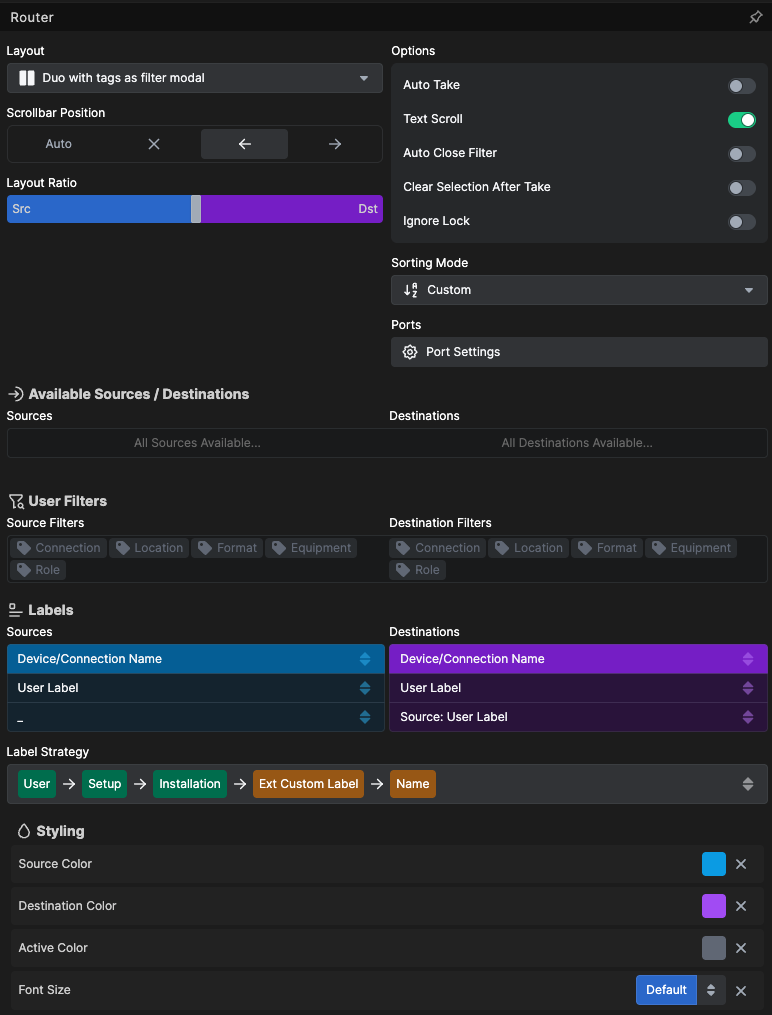 Router
Layout
Duo with tags as filter modal
Scrollbar Position
Auto
Layout Ratio
Src
Dst
Options
Auto Take
Text Scroll
Auto Close Filter
Clear Selection After Take
Ignore Lock
Sorting Mode
Custom
Ports
Port Settings
Available Sources / Destinations
Sources
Destinations
All Sources Available...
All Destinations Available...
User Filters
Source Filters
Connection Location Format Equipment
Role
Destination Filters
Connection Location Format Equipment
Role
Labels
Sources
Device/Connection Name
User Label
_
Destinations
Device/Connection Name
User Label
Source: User Label
Label Strategy
User → Setup → Installation → Ext Custom Label → Name
Styling
Source Color
Destination Color
Active Color
Font Size
Default